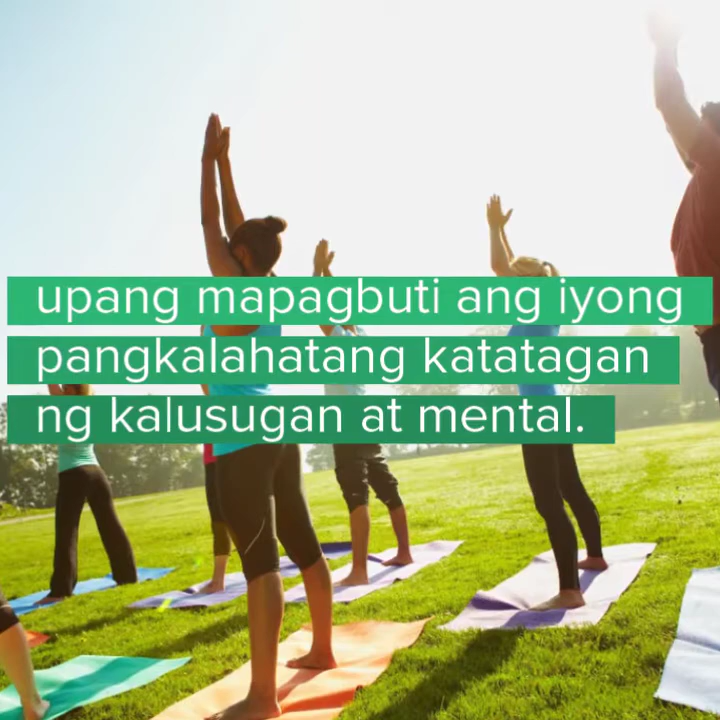 upang mapagbuti ang iyong
pangkalahatang katatagan
ng kalusugan at mental.